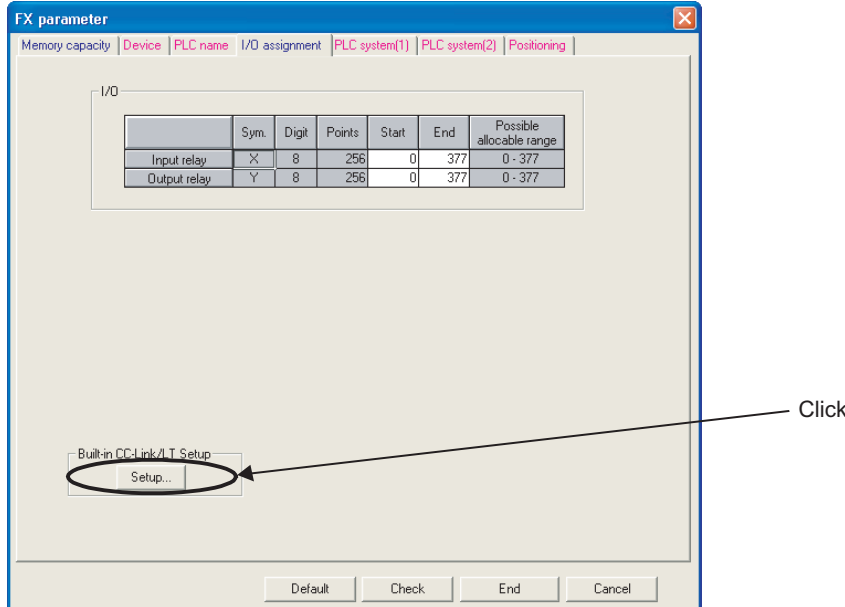 FX parameter
Memory capacity Device PLC name I/O assignment PLC system(1) PLC system(2) Positioning
I/O
Sym. Digit Points Start End Possible allocable range
Input relay X 8 256 0 377 0 - 377
Output relay Y 8 256 0 377 0 - 377
Click
Built-in CC-Link/LT Setup
Setup...
Default Check End Cancel